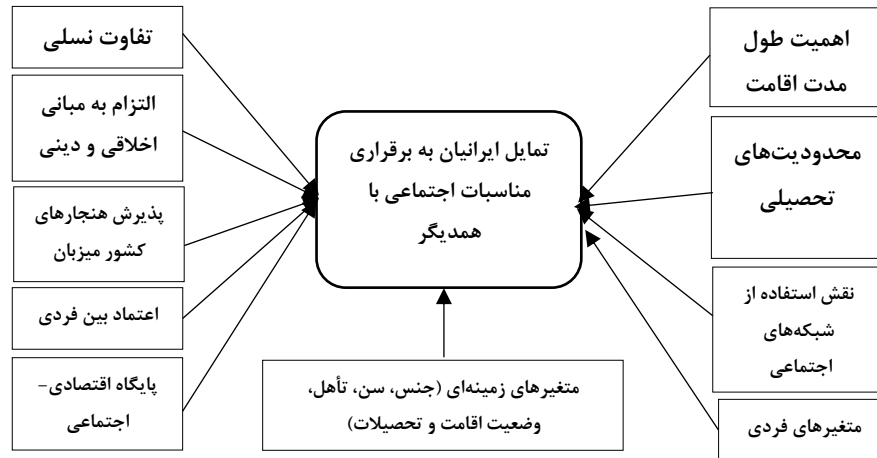 اهمیت طول
مدت اقامت
محدودیت‌های
تحصیلی
نقش استفاده از
شبکه‌های
اجتماعی
متغیرهای فردی
تمایل ایرانیان به برقراری
مناسبات اجتماعی با
همدیگر
متغیرهای زمینه‌ای (جنس، سن، تأهل،
وضعیت اقامت و تحصیلات)
تفاوت نسلی
التزام به مبانی
اخلاقی و دینی
پذیرش هنجارهای
کشور میزبان
اعتماد بین فردی
پایگاه اقتصادی-
اجتماعی